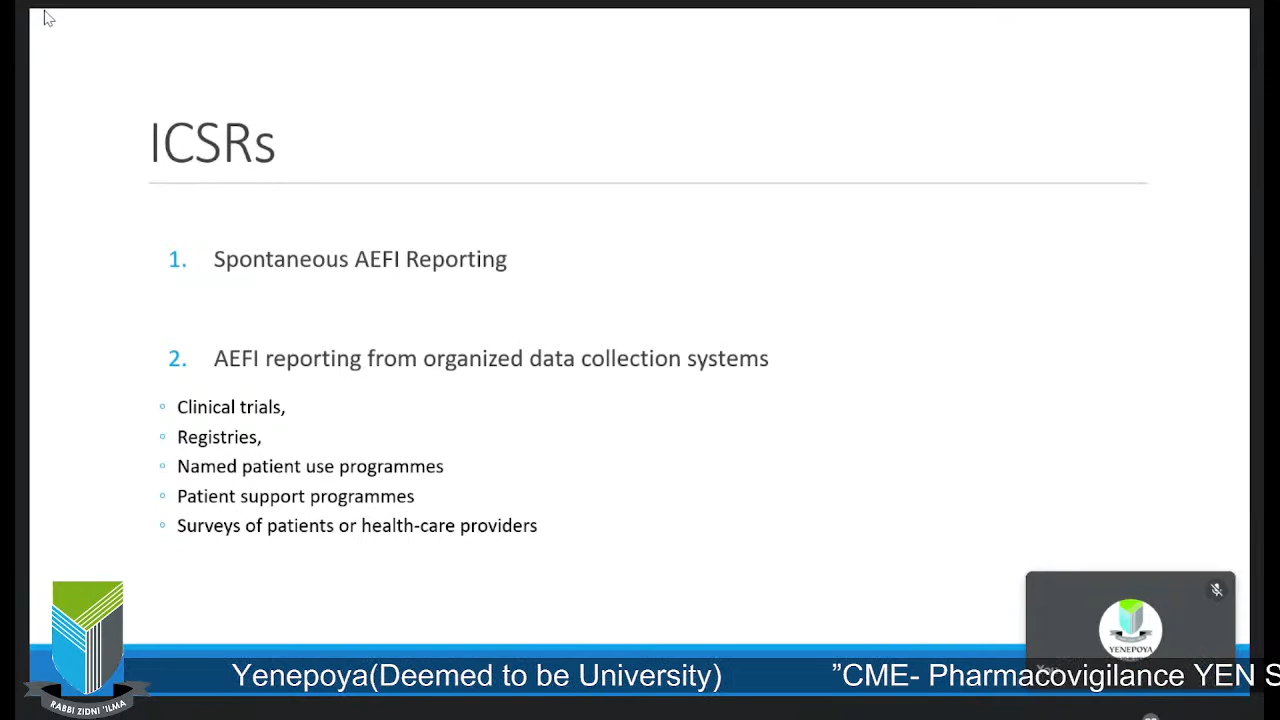 ICSRs
1. Spontaneous AEFI Reporting
2. AEFI reporting from organized data collection systems
Clinical trials,
Registries,
Named patient use programmes
Patient support programmes
Surveys of patients or health-care providers
YENEPOYA
Yenepoya(Deemed to be University) ”CME- Pharmacovigilance YEN S
RABBI ZIDNI 'ILMA